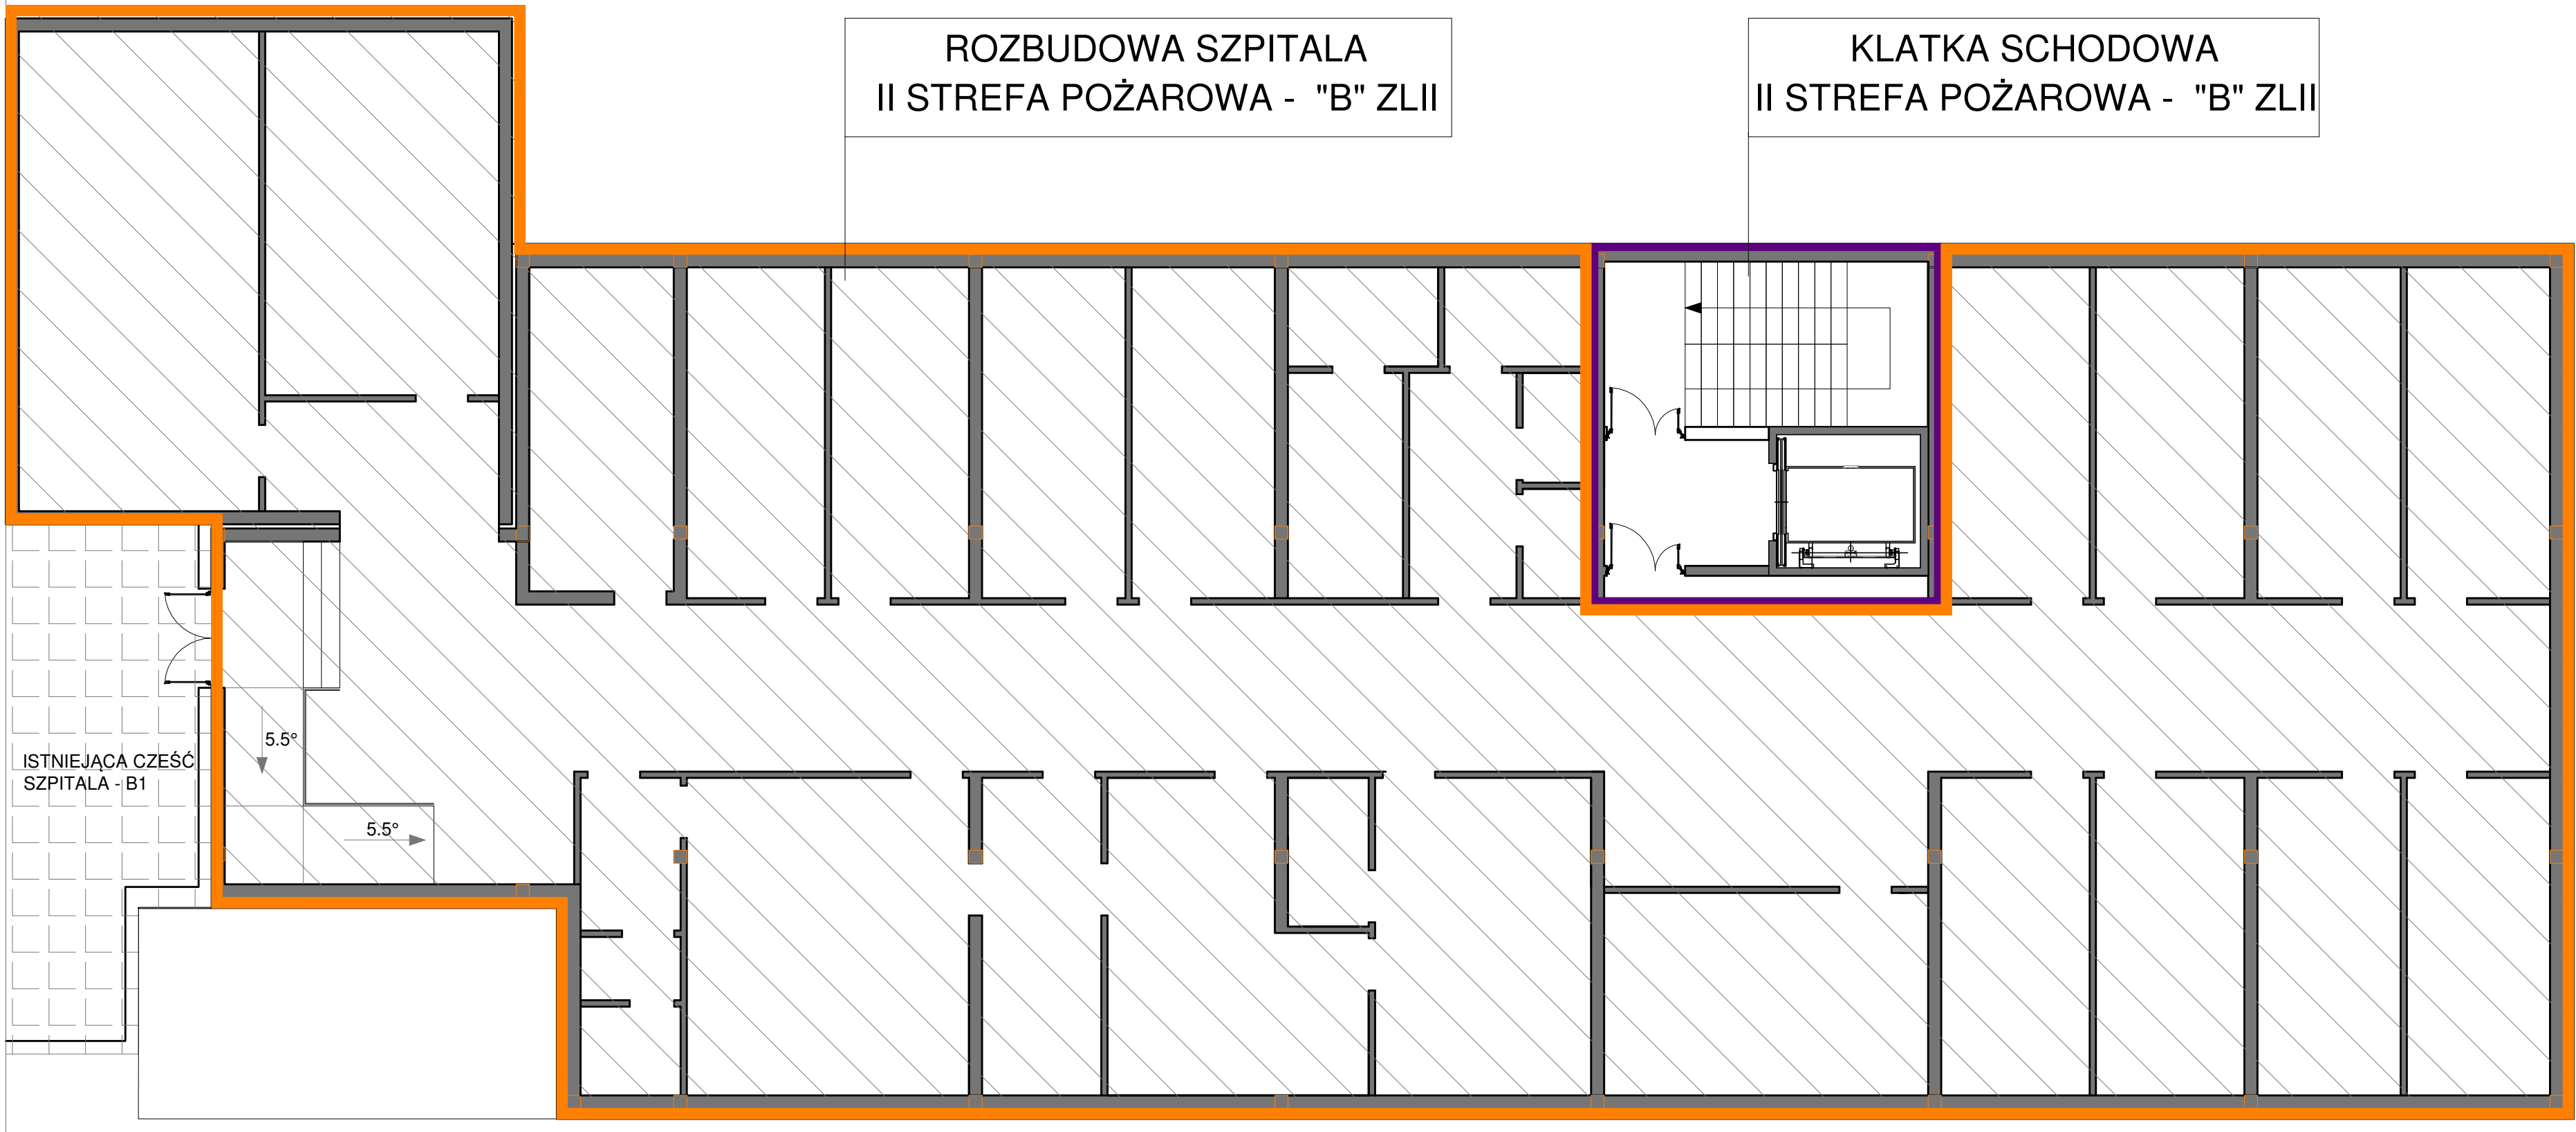 ROZBUDOWA SZPITALA
II STREFA POŻAROWA - "B" ZLII
KLATKA SCHODOWA
II STREFA POŻAROWA - "B" ZLII
5.5°
ISTNIEJĄCA CZEŚĆ
SZPITALA - B1
5.5°